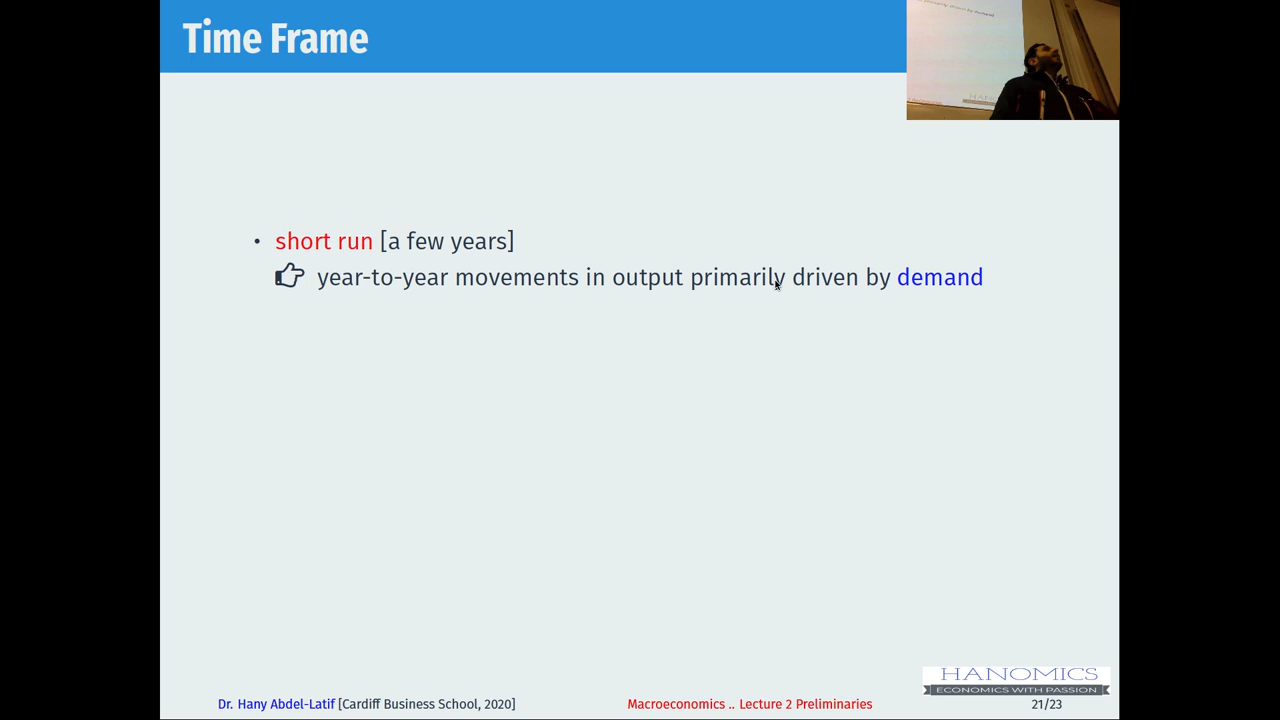 Time Frame
• short run [a few years]
year-to-year movements in output primarily driven by demand
HANOMICS
ECONOMICS WITH PASSION
Dr. Hany Abdel-Latif [Cardiff Business School, 2020] Macroeconomics .. Lecture 2 Preliminaries 21/23